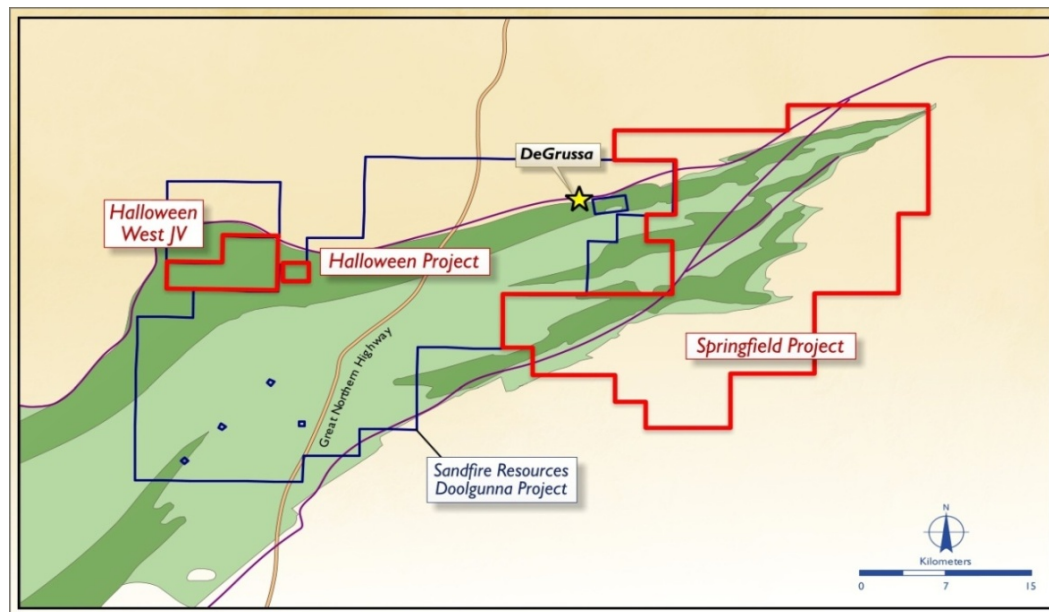 DeGrussa
Halloween
West JV
Halloween Project
Springfield Project
Great Northern Highway
Sandfire Resources
Doolgunna Project
N
Kilometers
0 7 15